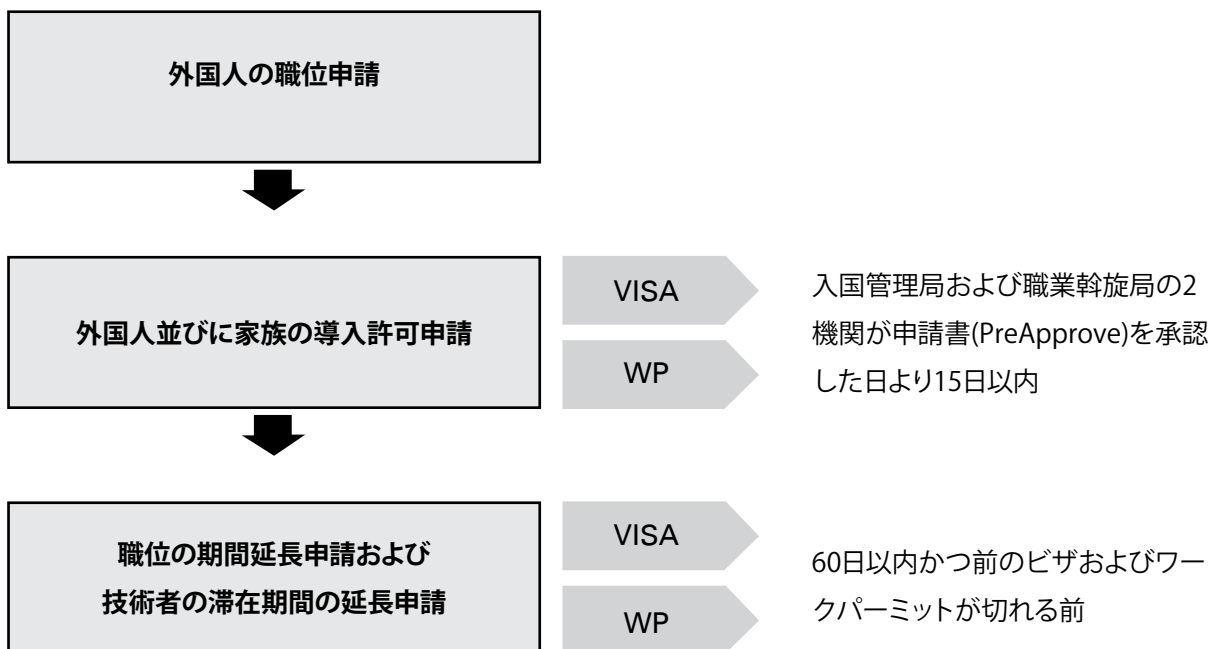 外国人の職位申請
外国人並びに家族の導入許可申請
VISA
WP
入国管理局および職業斡旋局の2
機関が申請書(PreApprove)を承認
した日より15日以内
職位の期間延長申請および
技術者の滞在期間の延長申請
VISA
WP
60日以内かつ前のビザおよびワー
クパーミットが切れる前